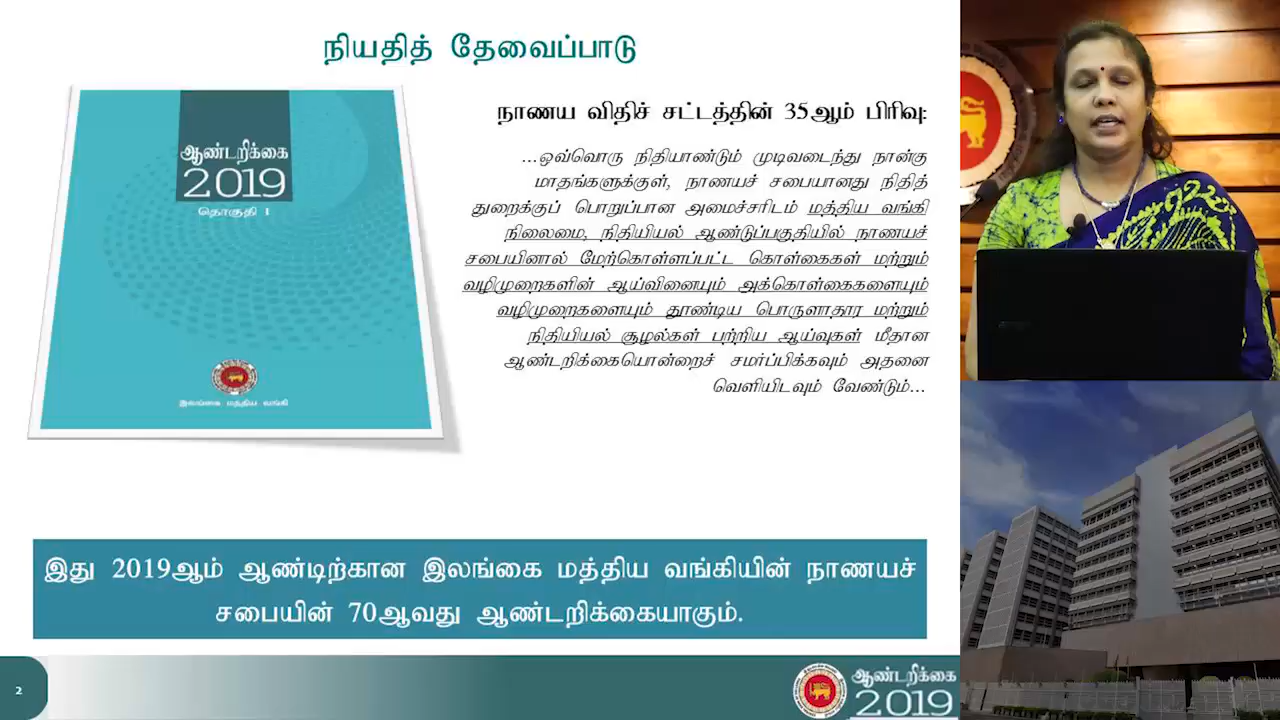 நியதித் தேவைப்பாடு
ஆண்டறிக்கை
2019
தொகுதி I
இலங்கை மத்திய வங்கி
நாணய விதிச் சட்டத்தின் 35ஆம் பிரிவு:
...ஒவ்வொரு நிதியாண்டும் முடிவடைந்து நான்கு
மாதங்களுக்குள், நாணயச் சபையானது நிதித்
துறைக்குப் பொறுப்பான அமைச்சரிடம் மத்திய வங்கி
நிலைமை, நிதியியல் ஆண்டுப்பகுதியில் நாணயச்
சபையினால் மேற்கொள்ளப்பட்ட கொள்கைகள் மற்றும்
வழிமுறைகளின் ஆய்வினையும் அக்கொள்கைகளையும்
வழிமுறைகளையும் தூண்டிய பொருளாதார மற்றும்
நிதியியல் சூழல்கள் பற்றிய ஆய்வுகள் மீதான
ஆண்டறிக்கையொன்றைச் சமர்ப்பிக்கவும் அதனை
வெளியிடவும் வேண்டும்...
இது 2019ஆம் ஆண்டிற்கான இலங்கை மத்திய வங்கியின் நாணயச்
சபையின் 70ஆவது ஆண்டறிக்கையாகும்.
2
ஆண்டறிக்கை
2019